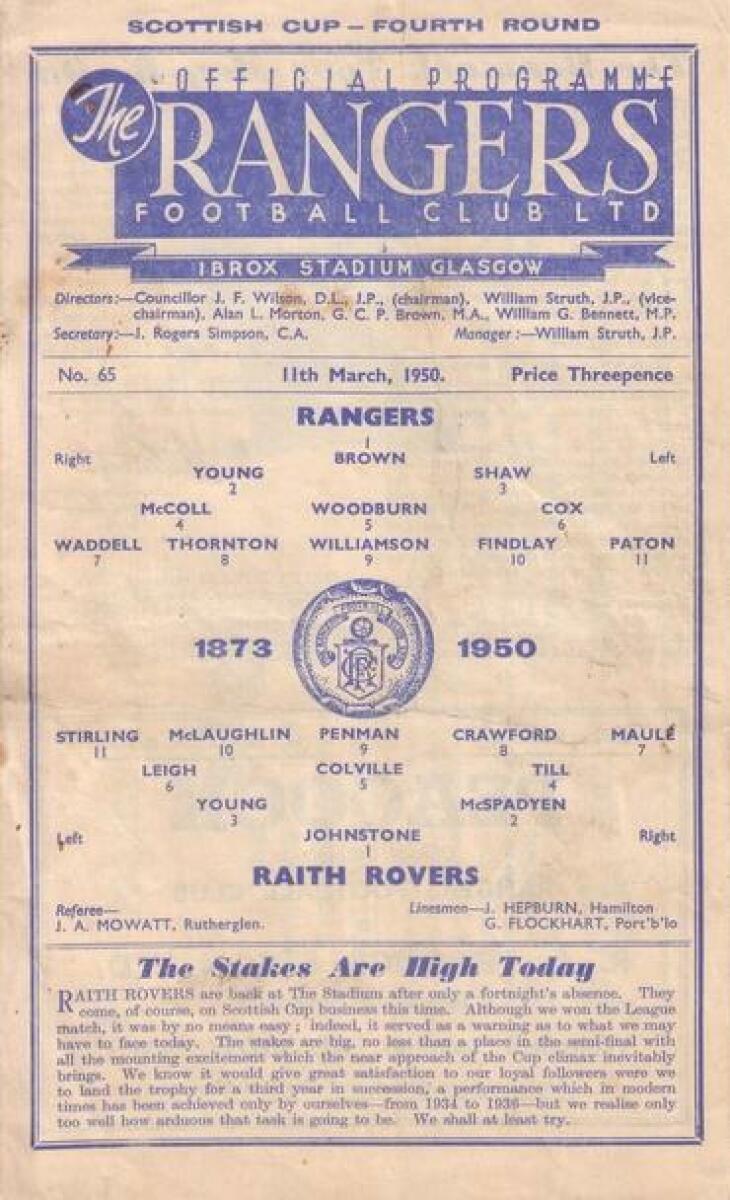 SCOTTISH CUP – FOURTH ROUND
OFFICIAL PROGRAMME
The RANGERS
FOOTBALL CLUB LTD
IBROX STADIUM GLASGOW
Directors:—Councillor J. F. Wilson, D.L., J.P., (chairman), William Struth, J.P., (vice-
chairman), Alan L. Morton, G. C. P. Brown, M.A., William G. Bennett, M.P.
Secretary:—J. Rogers Simpson, C.A. Manager:—William Struth, J.P.
No. 65 11th March, 1950. Price Threepence
RANGERS
1
Right BROWN Left
YOUNG SHAW
2 3
McCOLL WOODBURN COX
4 5 6
WADDELL THORNTON WILLIAMSON FINDLAY PATON
7 8 9 10 11
1873 1950
STIRLING McLAUGHLIN PENMAN CRAWFORD MAULE
11 10 9 8 7
LEIGH COLVILLE TILL
6 5 4
YOUNG McSPADYEN
3 2
Left JOHNSTONE Right
1
RAITH ROVERS
Referee— Linesmen—J. HEPBURN, Hamilton
J. A. MOWATT, Rutherglen. G. FLOCKHART, Port'b'lo
The Stakes Are High Today
RAITH ROVERS are back at The Stadium after only a fortnight's absence. They
come, of course, on Scottish Cup business this time. Although we won the League
match, it was by no means easy; indeed, it served as a warning as to what we may
have to face today. The stakes are big, no less than a place in the semi-final with
all the mounting excitement which the near approach of the Cup climax inevitably
brings. We know it would give great satisfaction to our loyal followers were we
to land the trophy for a third year in succession, a performance which in modern
times has been achieved only by ourselves—from 1934 to 1936—but we realise only
too well how arduous that task is going to be. We shall at least try.